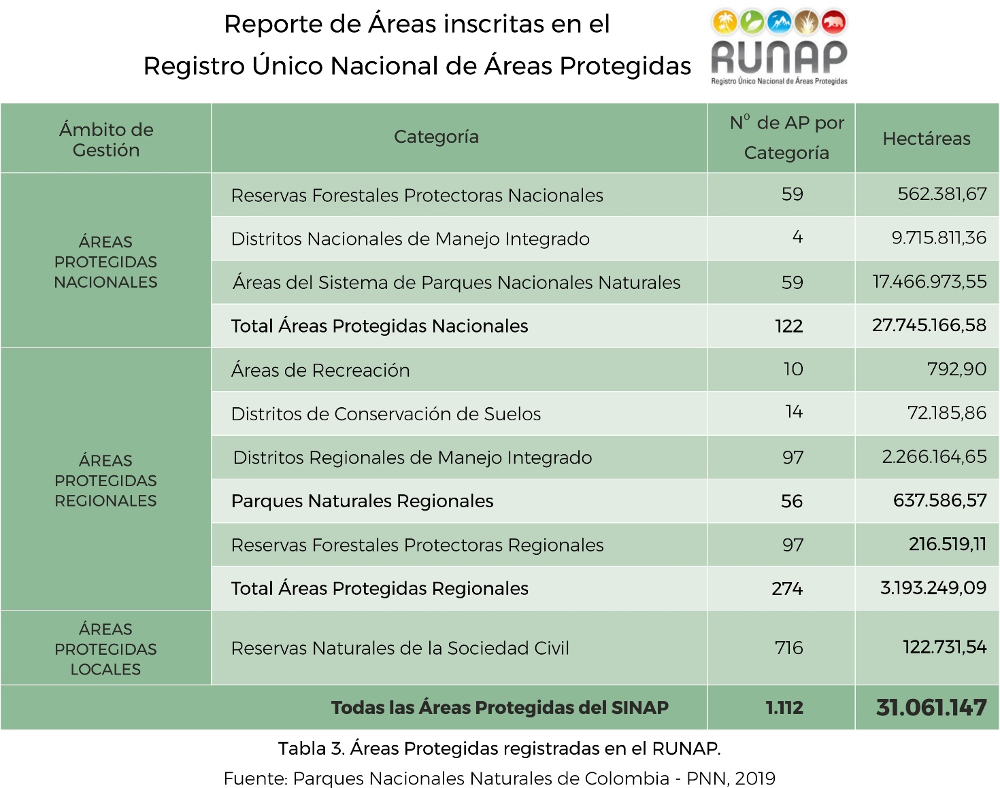 Reporte de Áreas inscritas en el
Registro Único Nacional de Áreas Protegidas
RUNAP
Registro Único Nacional de Áreas Protegidas
Ámbito de
Gestión
Categoría
Nº de AP por
Categoría
Hectáreas
ÁREAS
PROTEGIDAS
NACIONALES
Reservas Forestales Protectoras Nacionales 59 562.381,67
Distritos Nacionales de Manejo Integrado 4 9.715.811,36
Áreas del Sistema de Parques Nacionales Naturales 59 17.466.973,55
Total Áreas Protegidas Nacionales 122 27.745.166,58
ÁREAS
PROTEGIDAS
REGIONALES
Áreas de Recreación 10 792,90
Distritos de Conservación de Suelos 14 72.185,86
Distritos Regionales de Manejo Integrado 97 2.266.164,65
Parques Naturales Regionales 56 637.586,57
Reservas Forestales Protectoras Regionales 97 216.519,11
Total Áreas Protegidas Regionales 274 3.193.249,09
ÁREAS
PROTEGIDAS
LOCALES
Reservas Naturales de la Sociedad Civil 716 122.731,54
Todas las Áreas Protegidas del SINAP 1.112 31.061.147
Tabla 3. Áreas Protegidas registradas en el RUNAP.
Fuente: Parques Nacionales Naturales de Colombia - PNN, 2019